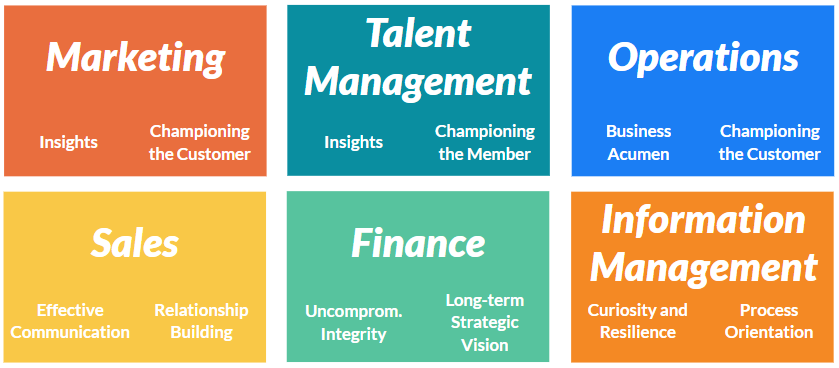 Marketing
Insights
Championing
the Customer
Talent
Management
Insights
Championing
the Member
Operations
Business
Acumen
Championing
the Customer
Sales
Effective
Communication
Relationship
Building
Finance
Uncomprom.
Integrity
Long-term
Strategic
Vision
Information
Management
Curiosity and
Resilience
Process
Orientation